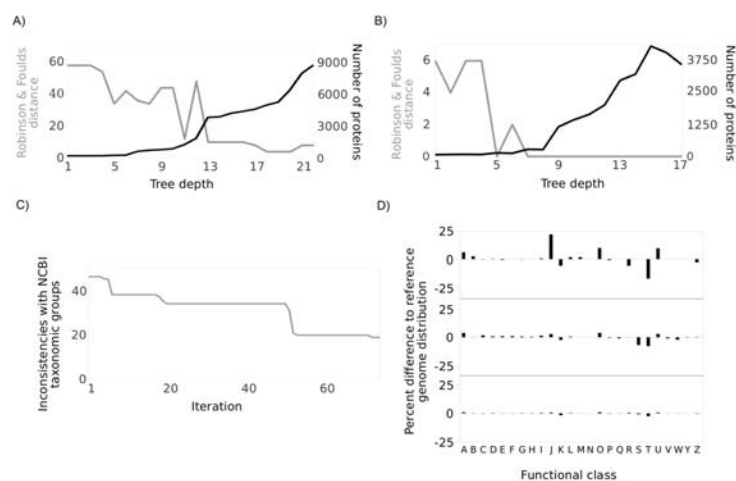 A)
Robinson & Foulds
distance
60
40
20
0
9000
6000
3000
0
Number of proteins
1 5 9 13 17 21
Tree depth
B)
Robinson & Foulds
distance
6
4
2
0
3750
2500
1250
0
Number of proteins
1 5 9 13 17
Tree depth
C)
Inconsistencies with NCBI
taxonomic groups
40
20
0
1 20 40 60
Iteration
D)
Percent difference to reference
genome distribution
25
0
-25
25
0
-25
25
0
-25
A B C D E F G H I J K L M N O P Q R S T U V W Y Z
Functional class